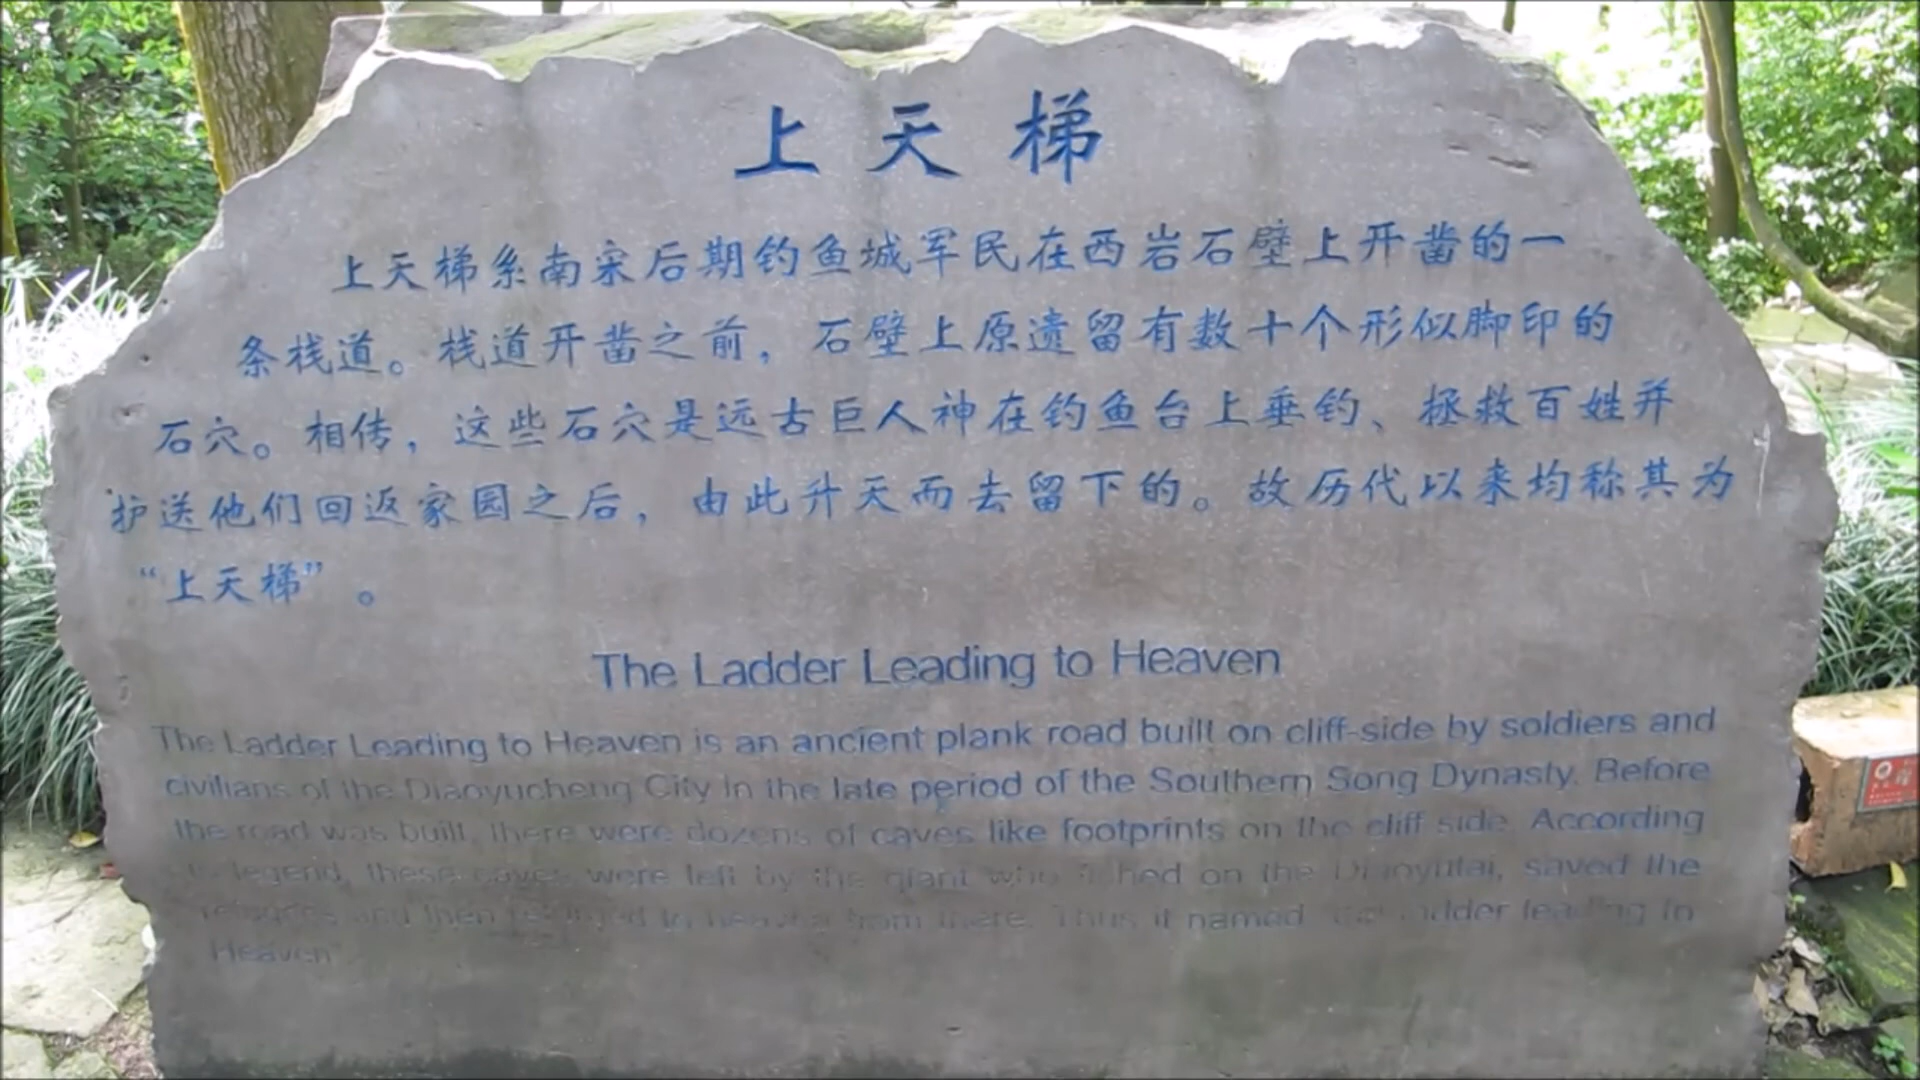 上天梯
上天梯系南宋后期钓鱼城军民在西岩石壁上开凿的一
条栈道。栈道开凿之前，石壁上原遗留有数十个形似脚印的
石穴。相传，这些石穴是远古巨人神在钓鱼台上垂钓、拯救百姓并
护送他们回返家园之后，由此升天而去留下的。故历代以来均称其为
“上天梯”。
The Ladder Leading to Heaven
The Ladder Leading to Heaven is an ancient plank road built on cliff-side by soldiers and
civilians of the Diaoyucheng City in the late period of the Southern Song Dynasty. Before
the road was built, there were dozens of caves like footprints on the cliff side. According
to legend, these caves were left by the giant who fished on the Diaoyutai, saved the
and then to from there. Thus it named ladder leading to
Heaven"